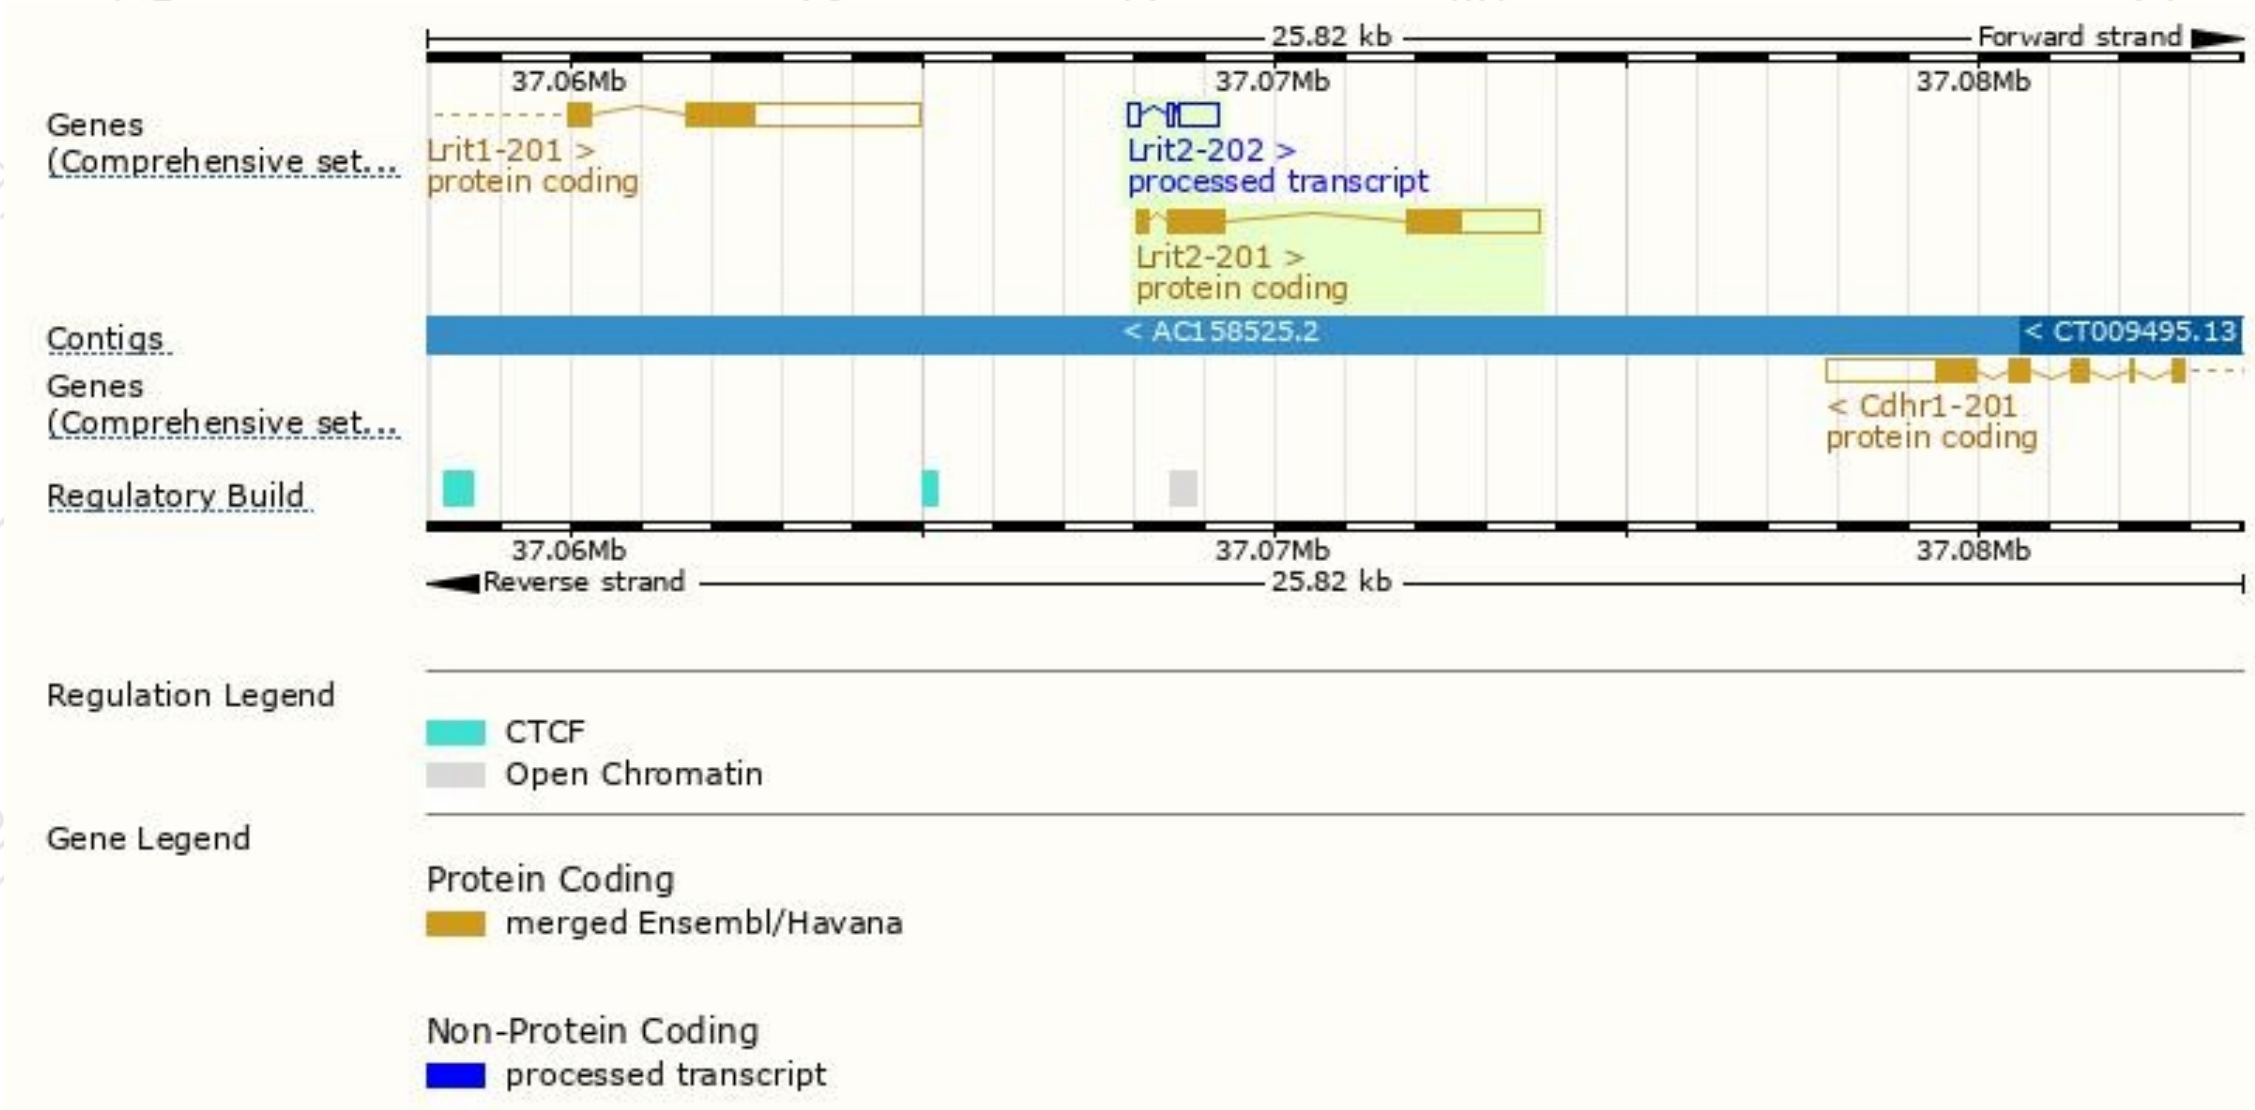 25.82 kb Forward strand
37.06Mb 37.07Mb 37.08Mb
Genes
(Comprehensive set...
Lrit1-201 >
protein coding
Lrit2-202 >
processed transcript
Lrit2-201 >
protein coding
Contigs
< AC158525.2 < CT009495.13
Genes
(Comprehensive set...
< Cdhr1-201
protein coding
Regulatory Build
37.06Mb 37.07Mb 37.08Mb
Reverse strand 25.82 kb
Regulation Legend
CTCF
Open Chromatin
Gene Legend
Protein Coding
merged Ensembl/Havana
Non-Protein Coding
processed transcript